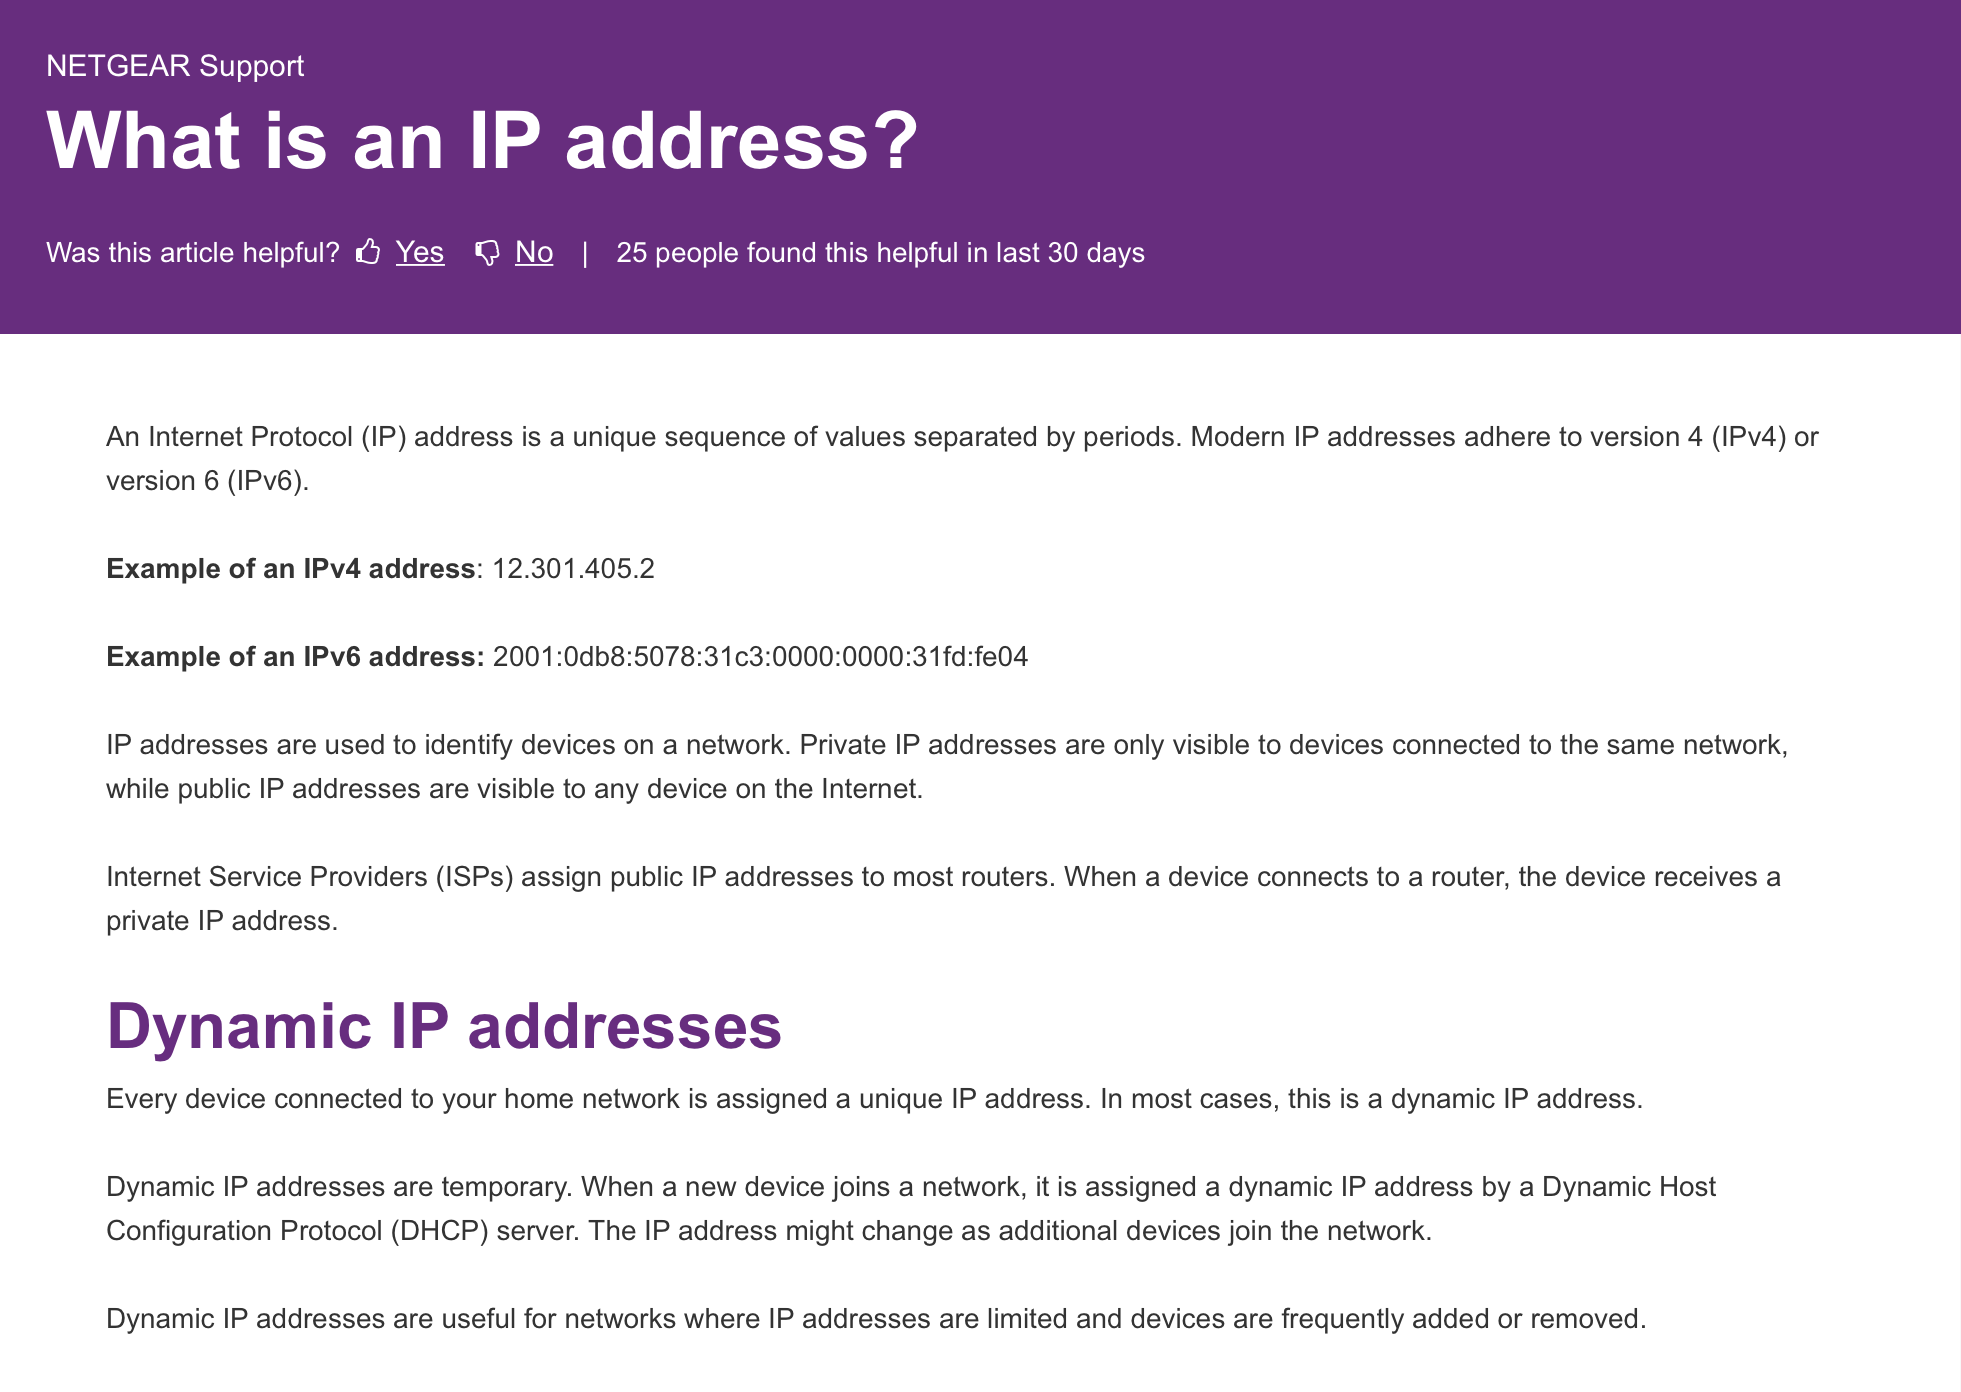 NETGEAR Support
What is an IP address?
Was this article helpful? Yes No | 25 people found this helpful in last 30 days
An Internet Protocol (IP) address is a unique sequence of values separated by periods. Modern IP addresses adhere to version 4 (IPv4) or
version 6 (IPv6).
Example of an IPv4 address: 12.301.405.2
Example of an IPv6 address: 2001:0db8:5078:31c3:0000:0000:31fd:fe04
IP addresses are used to identify devices on a network. Private IP addresses are only visible to devices connected to the same network,
while public IP addresses are visible to any device on the Internet.
Internet Service Providers (ISPs) assign public IP addresses to most routers. When a device connects to a router, the device receives a
private IP address.
Dynamic IP addresses
Every device connected to your home network is assigned a unique IP address. In most cases, this is a dynamic IP address.
Dynamic IP addresses are temporary. When a new device joins a network, it is assigned a dynamic IP address by a Dynamic Host
Configuration Protocol (DHCP) server. The IP address might change as additional devices join the network.
Dynamic IP addresses are useful for networks where IP addresses are limited and devices are frequently added or removed.